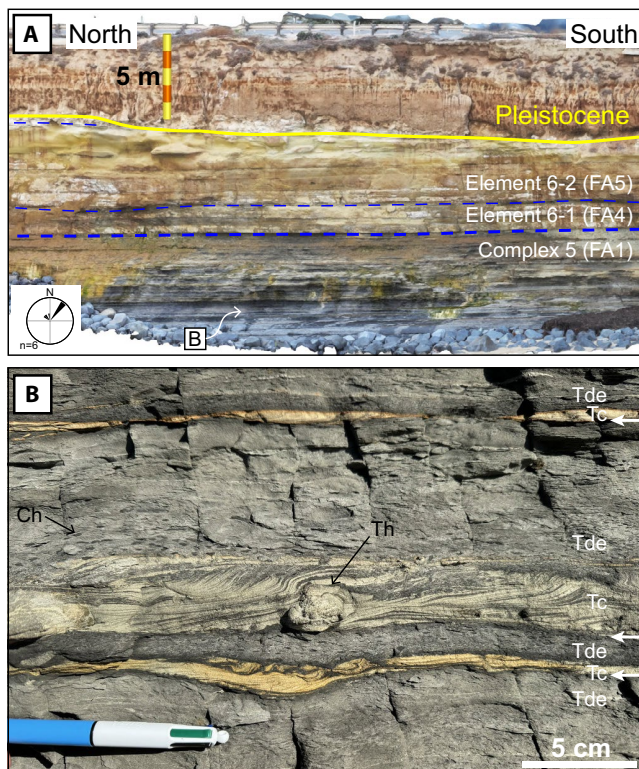 A
North
South
5 m
Pleistocene
Element 6-2 (FA5)
Element 6-1 (FA4)
Complex 5 (FA1)
N
n=6
B
B
Tde
Tc
Ch
Th
Tde
Tc
Tde
Tc
Tde
5 cm